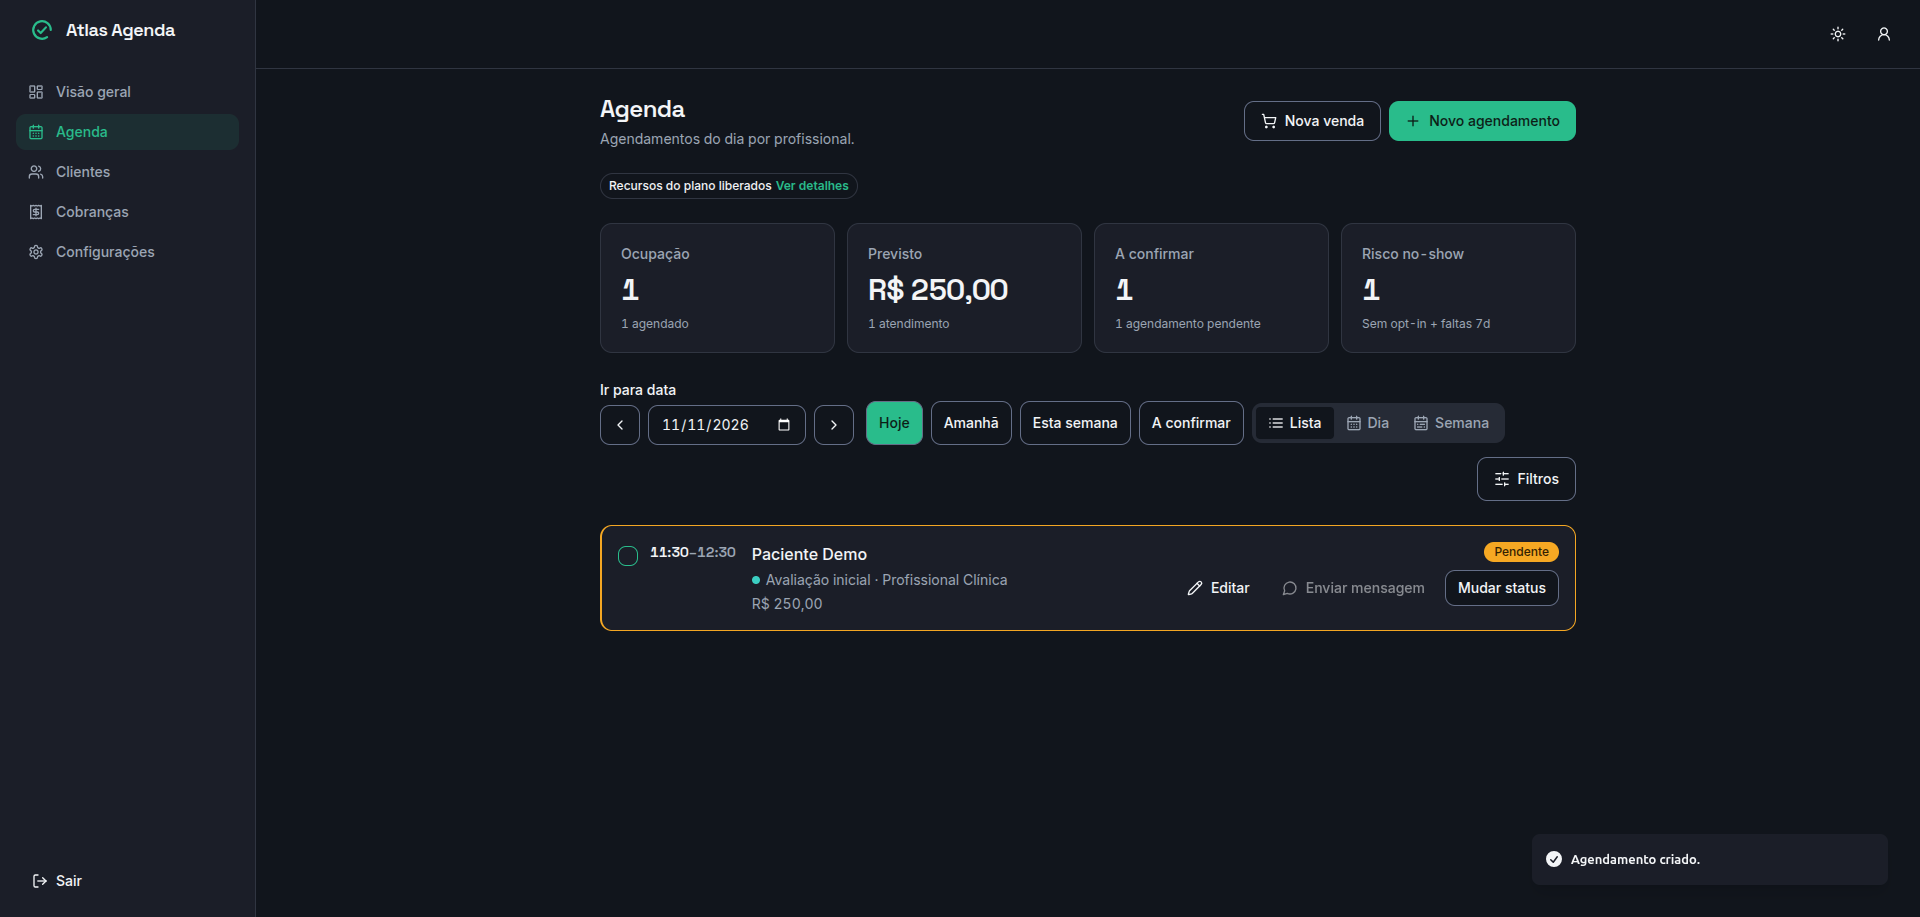 Atlas Agenda
Visão geral
Agenda
Clientes
Cobranças
Configurações
Sair
Agenda
Agendamentos do dia por profissional.
Nova venda
Novo agendamento
Recursos do plano liberados Ver detalhes
Ocupação
1
1 agendado
Previsto
R$ 250,00
1 atendimento
A confirmar
1
1 agendamento pendente
Risco no-show
1
Sem opt-in + faltas 7d
Ir para data
11/11/2026
Hoje
Amanhã
Esta semana
A confirmar
Lista
Dia
Semana
Filtros
11:30–12:30
Paciente Demo
Avaliação inicial · Profissional Clínica
R$ 250,00
Pendente
Editar
Enviar mensagem
Mudar status
Agendamento criado.